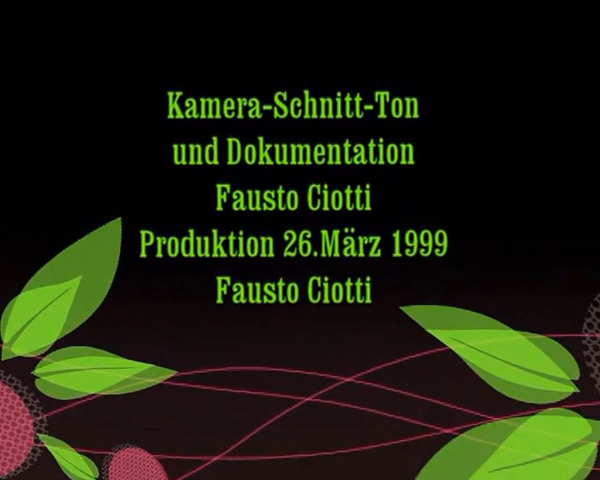 Kamera-Schnitt-Ton
und Dokumentation
Fausto Ciotti
Produktion 26.März 1999
Fausto Ciotti